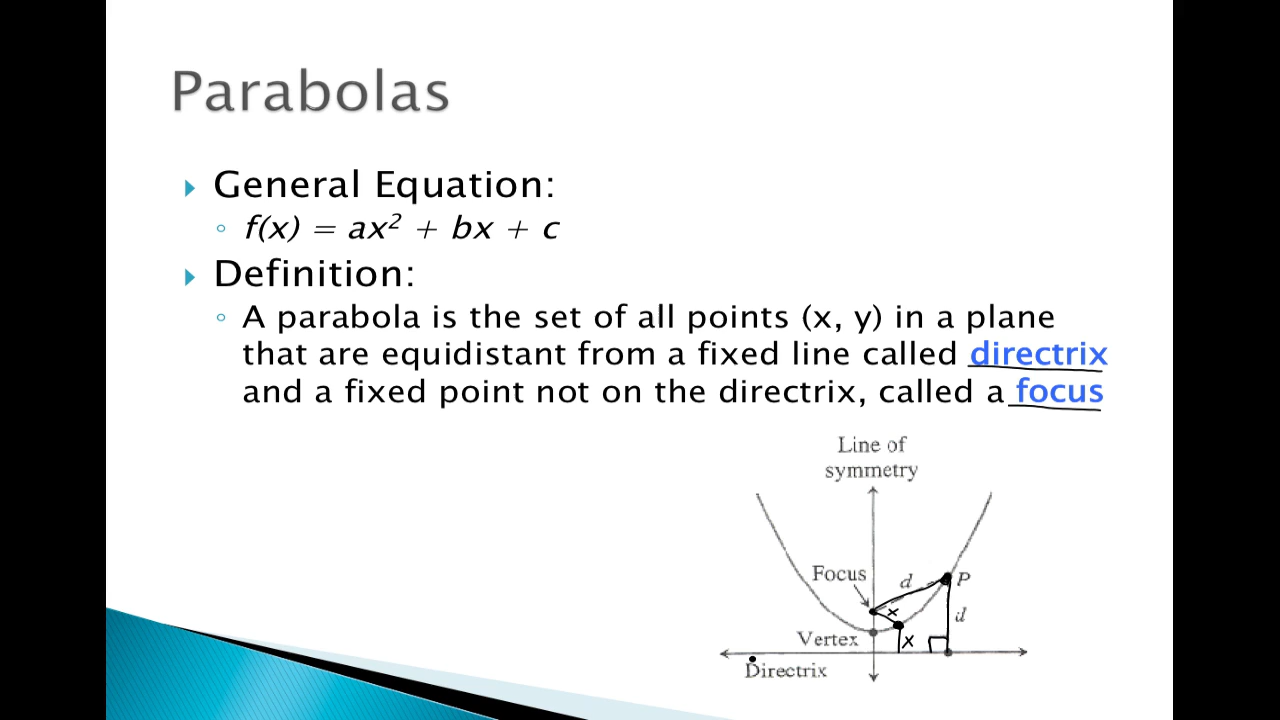 Parabolas
General Equation:
f(x) = ax² + bx + c
Definition:
A parabola is the set of all points (x, y) in a plane
that are equidistant from a fixed line called directrix
and a fixed point not on the directrix, called a focus
Line of
symmetry
Focus
d
P
x
d
Vertex
x
Directrix